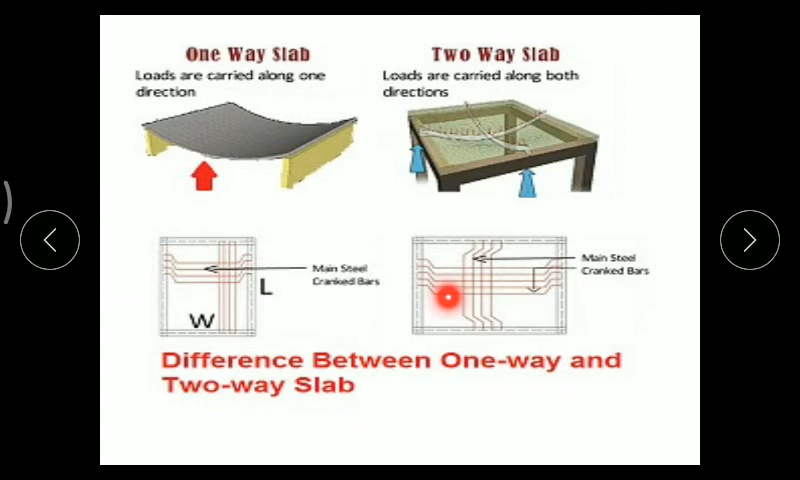 One Way Slab
Loads are carried along one
direction
Two Way Slab
Loads are carried along both
directions
Main Steel
Cranked Bars
L
W
Main Steel
Cranked Bars
Difference Between One-way and
Two-way Slab